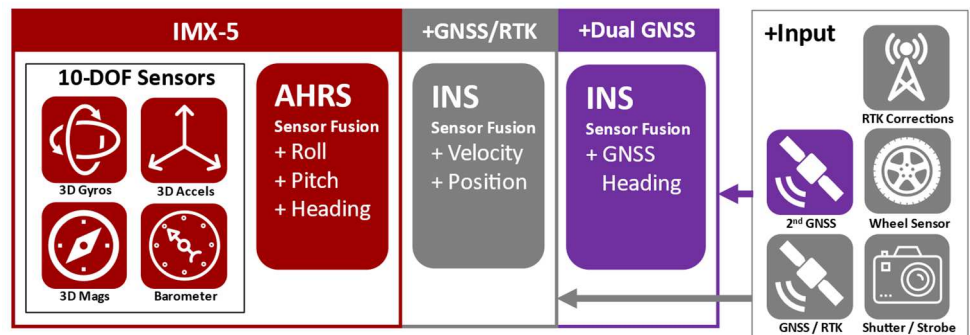 IMX-5
10-DOF Sensors
3D Gyros
3D Accels
3D Mags
Barometer
AHRS
Sensor Fusion
+ Roll
+ Pitch
+ Heading
+GNSS/RTK
INS
Sensor Fusion
+ Velocity
+ Position
+Dual GNSS
INS
Sensor Fusion
+ GNSS
Heading
+Input
RTK Corrections
2nd GNSS
Wheel Sensor
GNSS / RTK
Shutter / Strobe